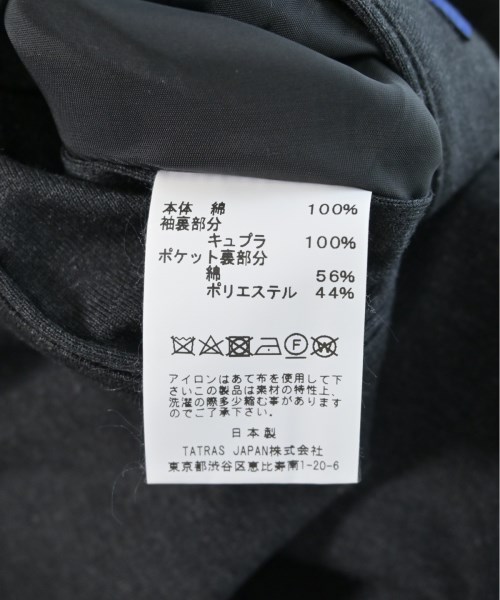 本体 綿 100%
袖裏部分
キュプラ 100%
ポケット裏部分
綿 56%
ポリエステル 44%
アイロンはあて布を使用して下
さいこの製品は素材の特性上、
洗濯の際多少縮む事があります
のでご了承下さい。
日本製
TATRAS JAPAN株式会社
東京都渋谷区恵比寿南1-20-6